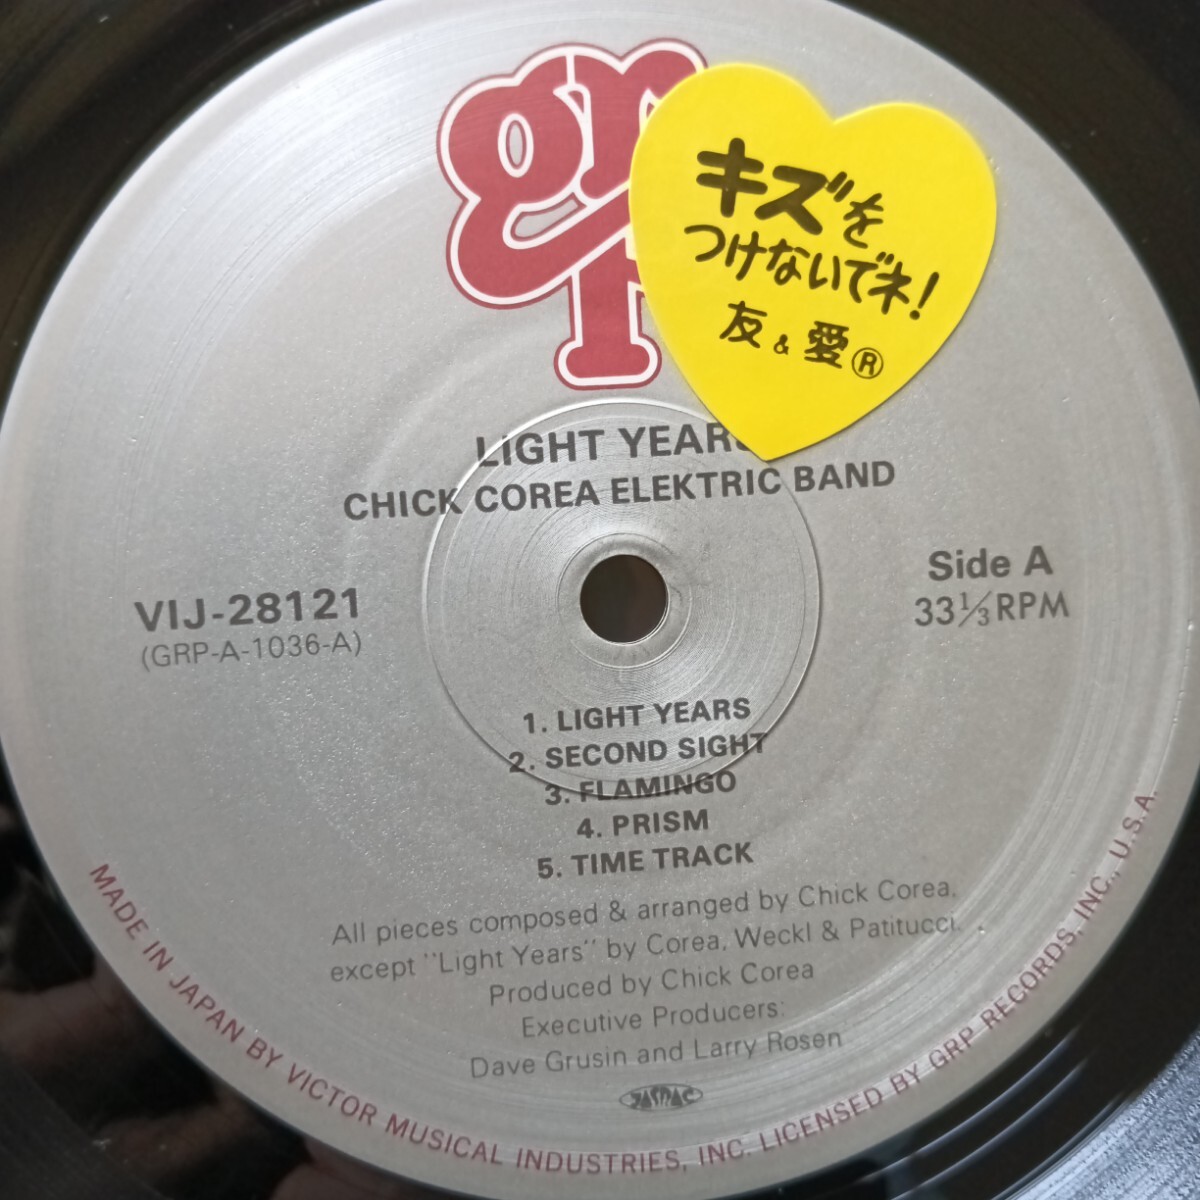 grp
キズを
つけないでネ!
友&愛®
LIGHT YEARS
CHICK COREA ELEKTRIC BAND
VIJ-28121
(GRP-A-1036-A)
Side A
33⅓RPM
1. LIGHT YEARS
2. SECOND SIGHT
3. FLAMINGO
4. PRISM
5. TIME TRACK
All pieces composed & arranged by Chick Corea,
except "Light Years" by Corea, Weckl & Patitucci.
Produced by Chick Corea
Executive Producers:
Dave Grusin and Larry Rosen
JASRAC
MADE IN JAPAN BY VICTOR MUSICAL INDUSTRIES, INC. LICENSED BY GRP RECORDS, INC., U.S.A.